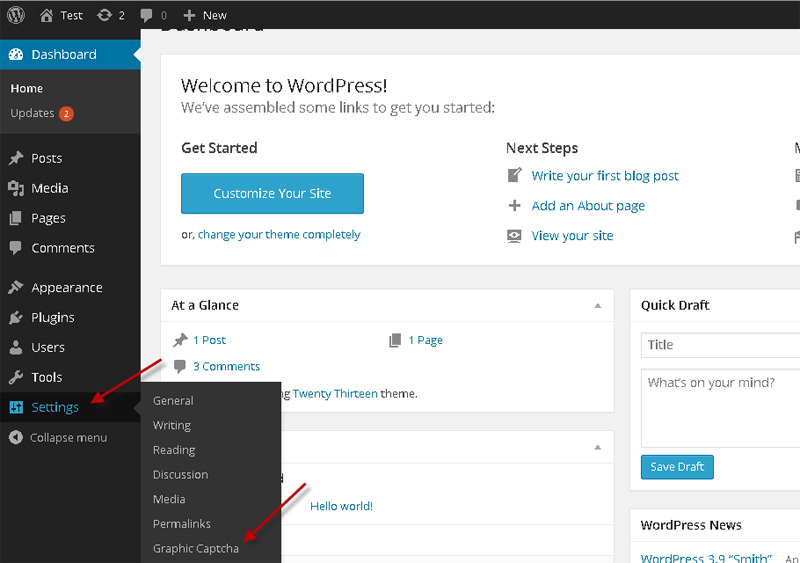 Test 2 0 New
Dashboard
Dashboard
Home
Updates 2
Posts
Media
Pages
Comments
Appearance
Plugins
Users
Tools
Settings
Collapse menu
General
Writing
Reading
Discussion
Media
Permalinks
Graphic Captcha
Welcome to WordPress!
We've assembled some links to get you started:
Get Started
Customize Your Site
or, change your theme completely
Next Steps
Write your first blog post
Add an About page
View your site
M
At a Glance
1 Post 1 Page
3 Comments
ng Twenty Thirteen theme.
Hello world!
Quick Draft
Title
What's on your mind?
Save Draft
WordPress News
WordPress 3.9 "Smith" Ap